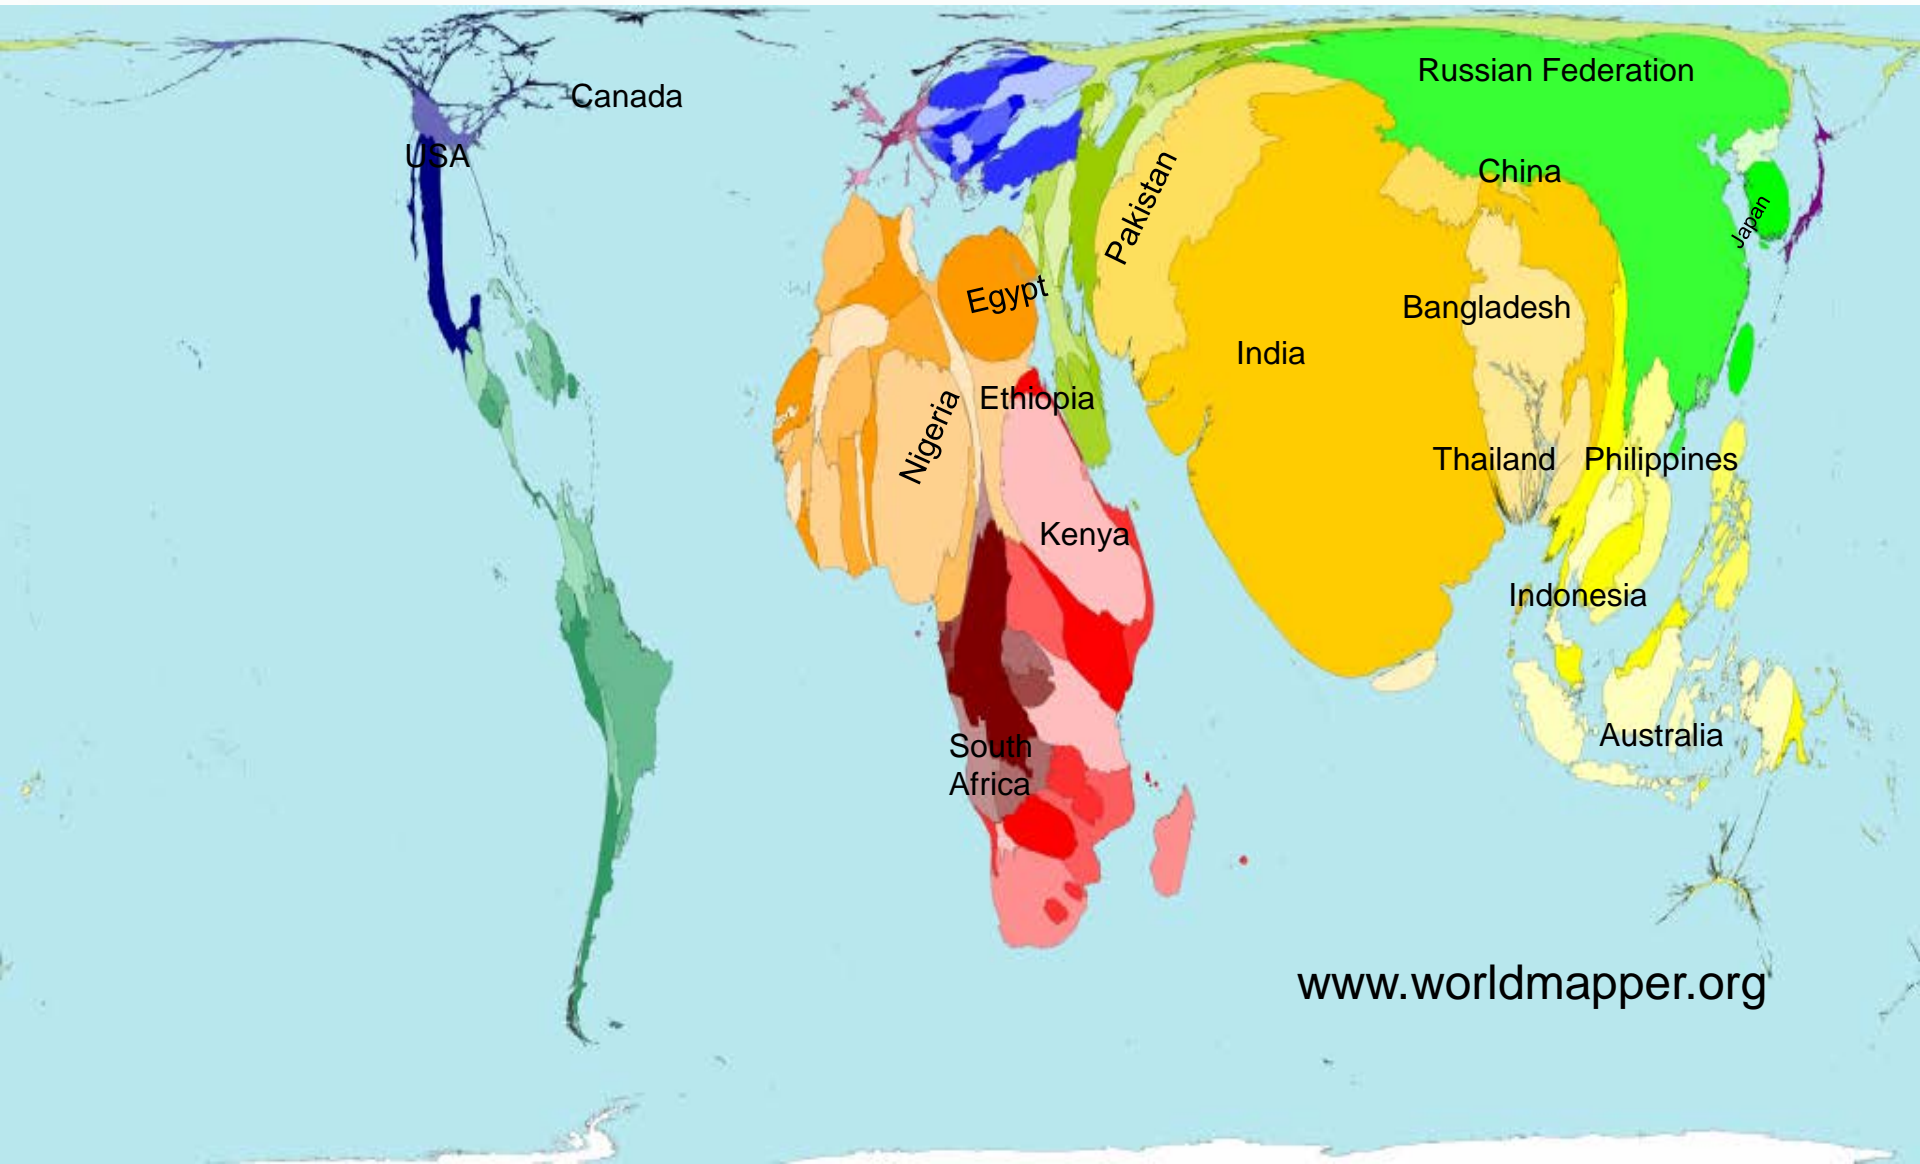 Russian Federation
Canada
USA
China
Pakistan
Japan
Egypt
Bangladesh
India
Ethiopia
Nigeria
Thailand
Philippines
Kenya
Indonesia
Australia
South
Africa
www.worldmapper.org